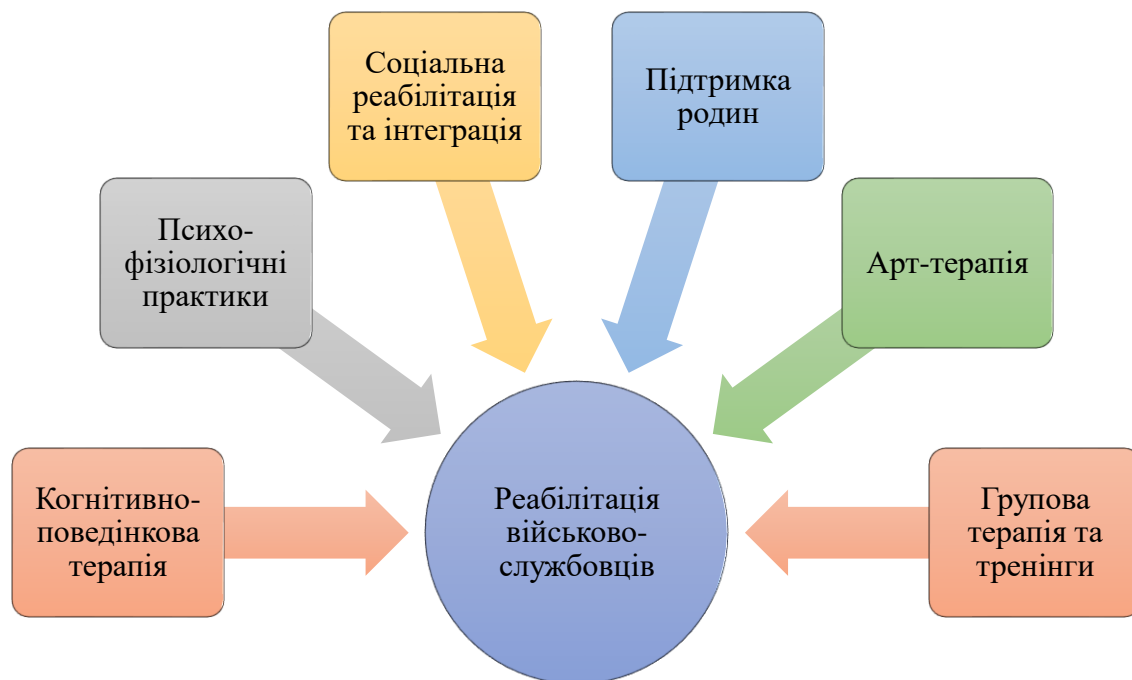 Соціальна
реабілітація
та інтеграція
Підтримка
родин
Психо-
фізіологічні
практики
Арт-терапія
Когнітивно-
поведінкова
терапія
Реабілітація
військово-
службовців
Групова
терапія та
тренінги